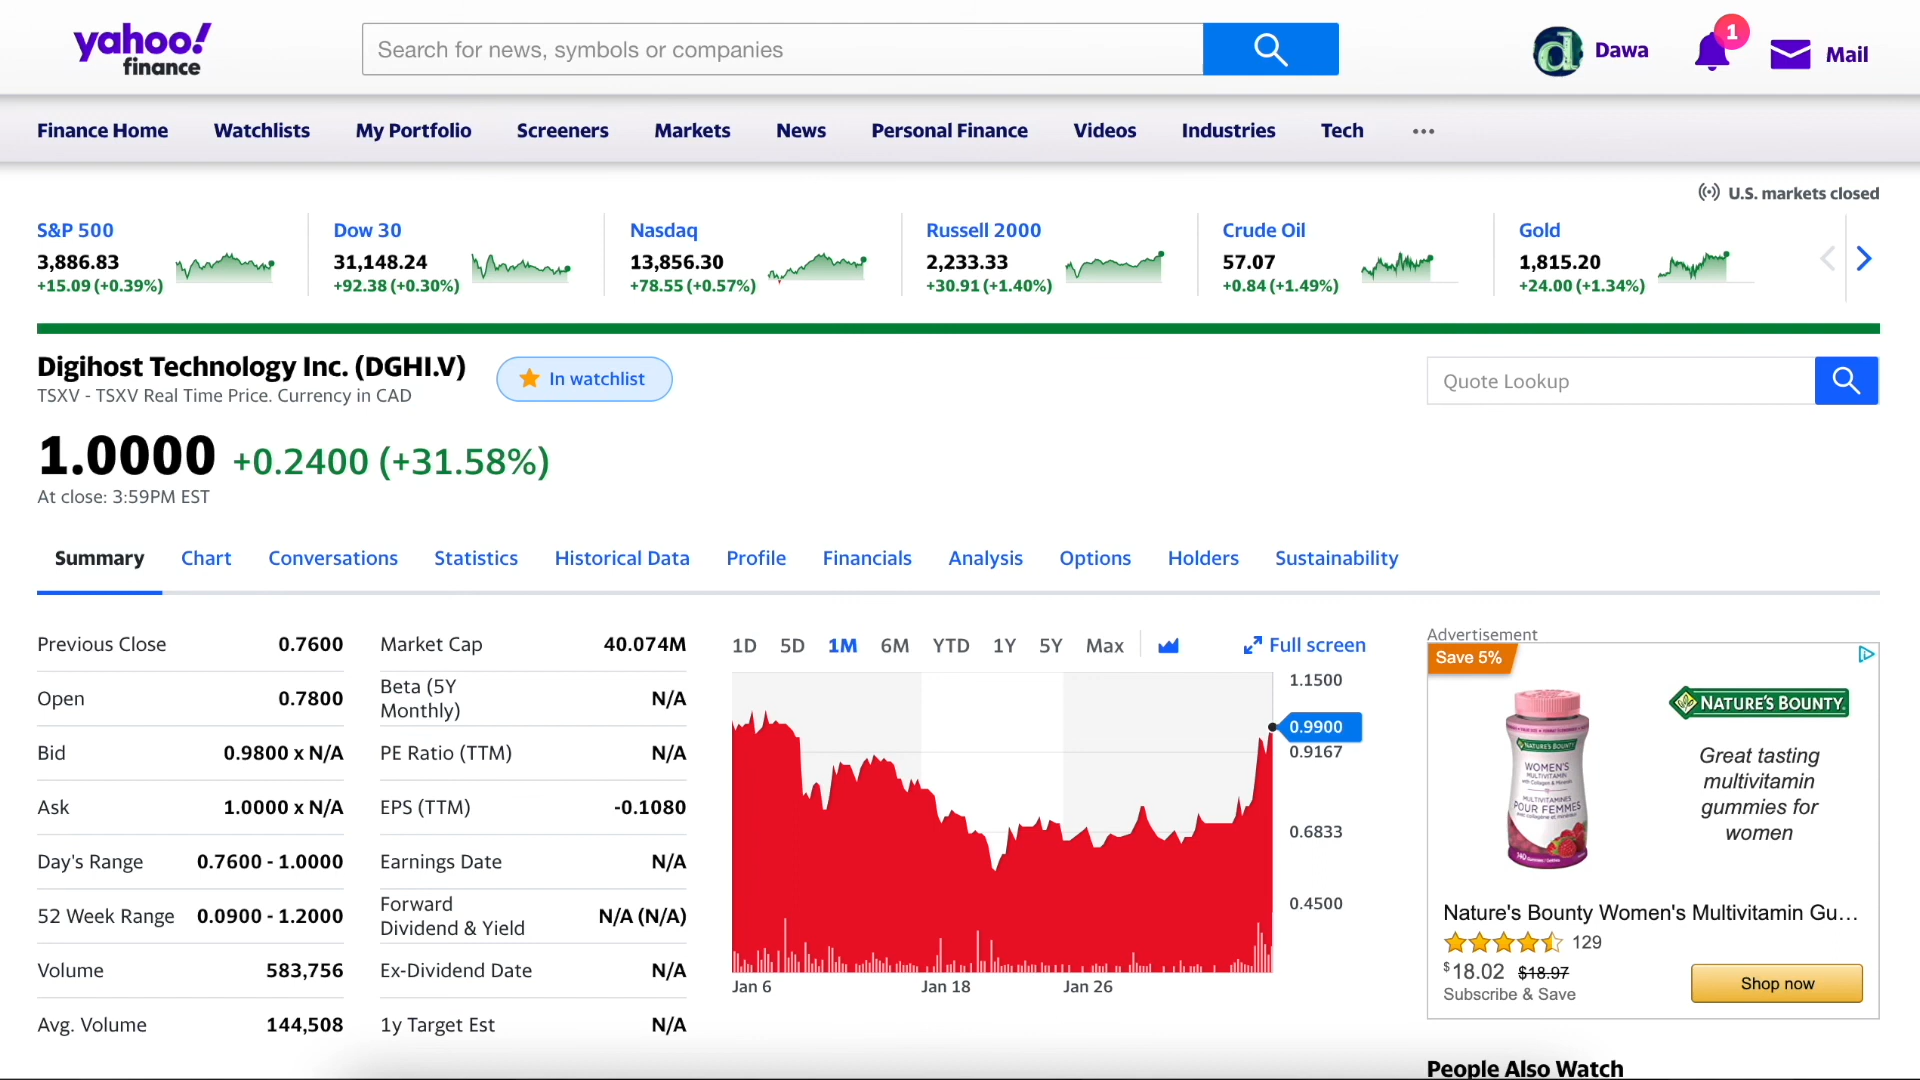 yahoo!
finance
Search for news, symbols or companies
Dawa
1
Mail
Finance Home
Watchlists
My Portfolio
Screeners
Markets
News
Personal Finance
Videos
Industries
Tech
U.S. markets closed
S&P 500
3,886.83
+15.09 (+0.39%)
Dow 30
31,148.24
+92.38 (+0.30%)
Nasdaq
13,856.30
+78.55 (+0.57%)
Russell 2000
2,233.33
+30.91 (+1.40%)
Crude Oil
57.07
+0.84 (+1.49%)
Gold
1,815.20
+24.00 (+1.34%)
Digihost Technology Inc. (DGHI.V)
TSXV - TSXV Real Time Price. Currency in CAD
In watchlist
Quote Lookup
1.0000 +0.2400 (+31.58%)
At close: 3:59PM EST
Summary
Chart
Conversations
Statistics
Historical Data
Profile
Financials
Analysis
Options
Holders
Sustainability
Previous Close 0.7600
Open 0.7800
Bid 0.9800 x N/A
Ask 1.0000 x N/A
Day's Range 0.7600 - 1.0000
52 Week Range 0.0900 - 1.2000
Volume 583,756
Avg. Volume 144,508
Market Cap 40.074M
Beta (5Y
Monthly) N/A
PE Ratio (TTM) N/A
EPS (TTM) -0.1080
Earnings Date N/A
Forward
Dividend & Yield N/A (N/A)
Ex-Dividend Date N/A
1y Target Est N/A
1D 5D 1M 6M YTD 1Y 5Y Max
Full screen
1.1500
0.9900
0.9167
0.6833
0.4500
Jan 6
Jan 18
Jan 26
Advertisement
Save 5%
NATURE'S BOUNTY
NATURE'S BOUNTY
WOMEN'S
MULTIVITAMIN
with Collagen & Minerals
MULTIVITAMINES
POUR FEMMES
140
Great tasting
multivitamin
gummies for
women
Nature's Bounty Women's Multivitamin Gu...
129
$18.02 $18.97
Subscribe & Save
Shop now
People Also Watch